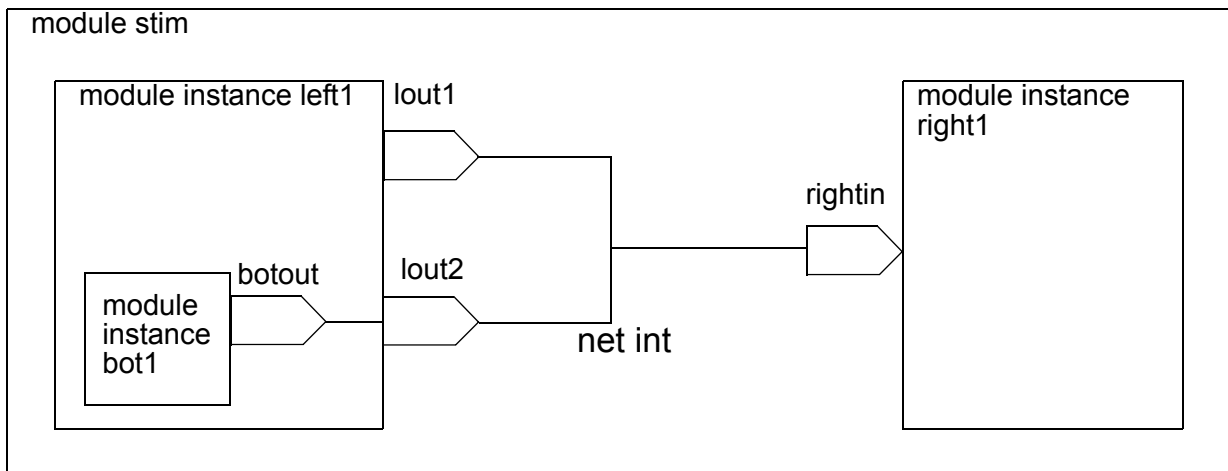 module stim
module instance left1
lout1
module instance
right1
rightin
botout
lout2
module
instance
bot1
net int